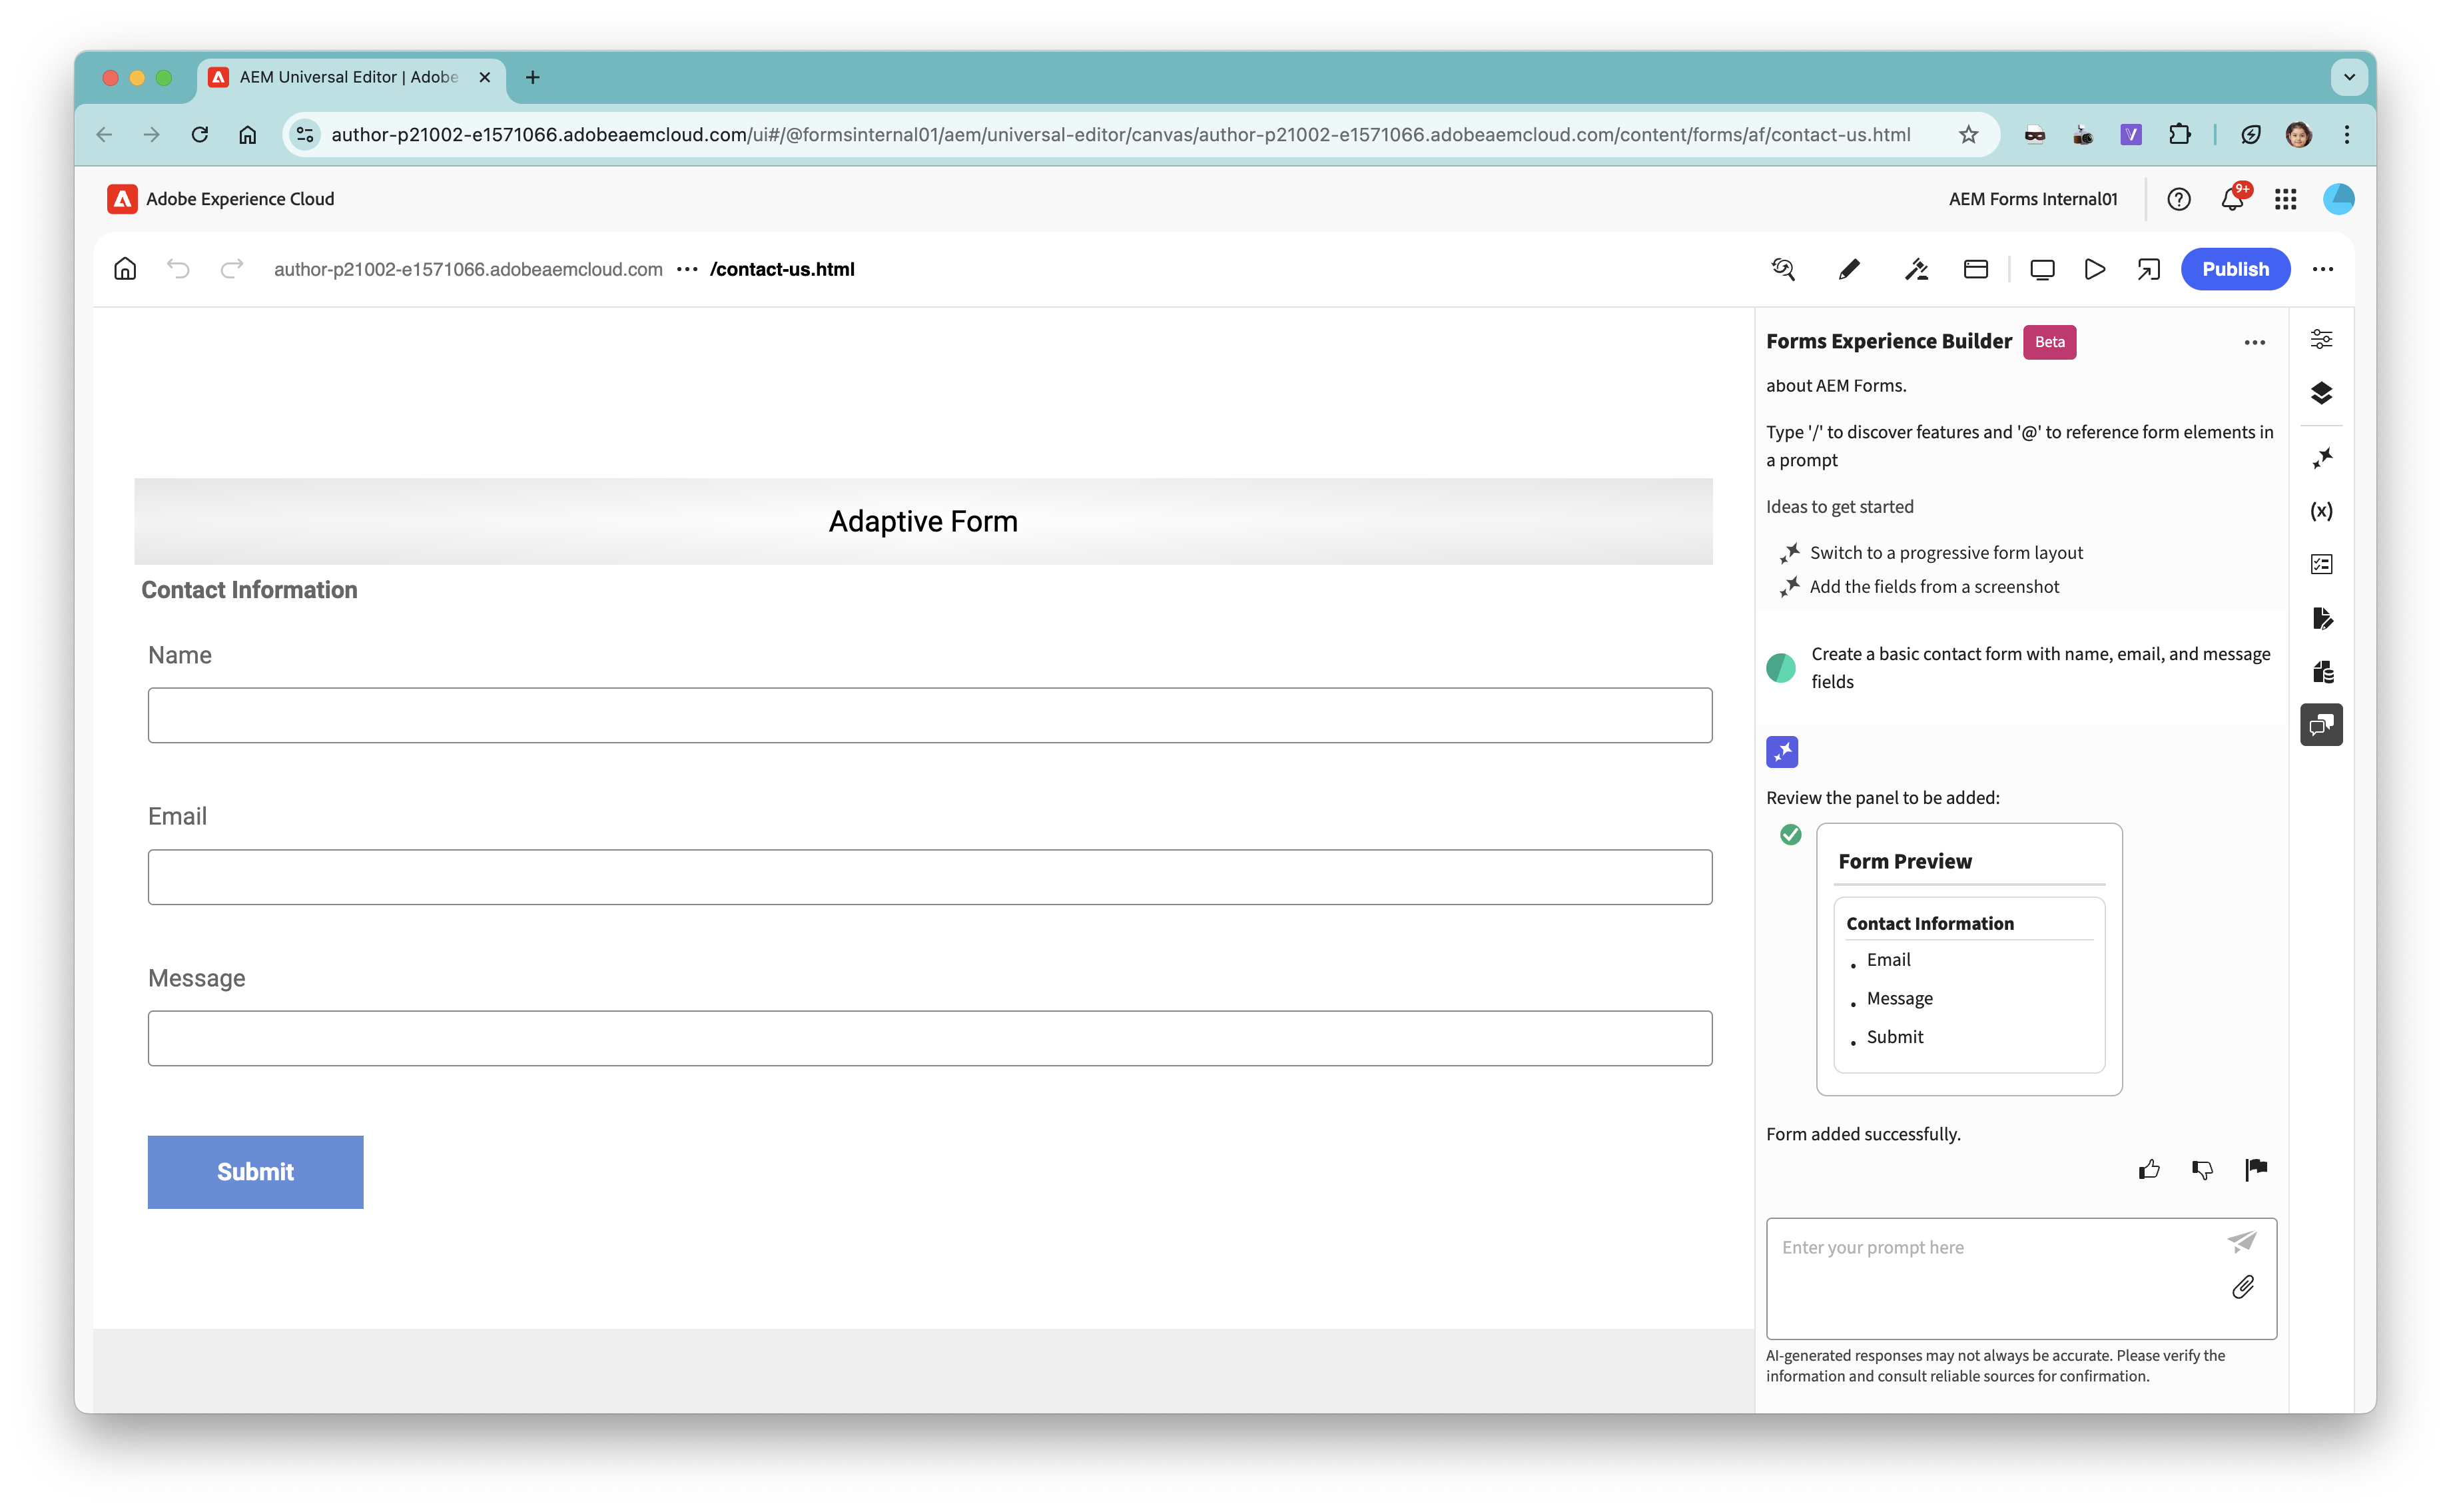 AEM Universal Editor | Adobe
author-p21002-e1571066.adobeaemcloud.com/ui#/@formsinternal01/aem/universal-editor/canvas/author-p21002-e1571066.adobeaemcloud.com/content/forms/af/contact-us.html
Adobe Experience Cloud
AEM Forms Internal01
9+
author-p21002-e1571066.adobeaemcloud.com ••• /contact-us.html
Publish
Adaptive Form
Contact Information
Name
Email
Message
Submit
Forms Experience Builder
Beta
about AEM Forms.
Type '/' to discover features and '@' to reference form elements in
a prompt
Ideas to get started
Switch to a progressive form layout
Add the fields from a screenshot
Create a basic contact form with name, email, and message
fields
Review the panel to be added:
Form Preview
Contact Information
• Email
• Message
• Submit
Form added successfully.
Enter your prompt here
AI-generated responses may not always be accurate. Please verify the
information and consult reliable sources for confirmation.
(x)